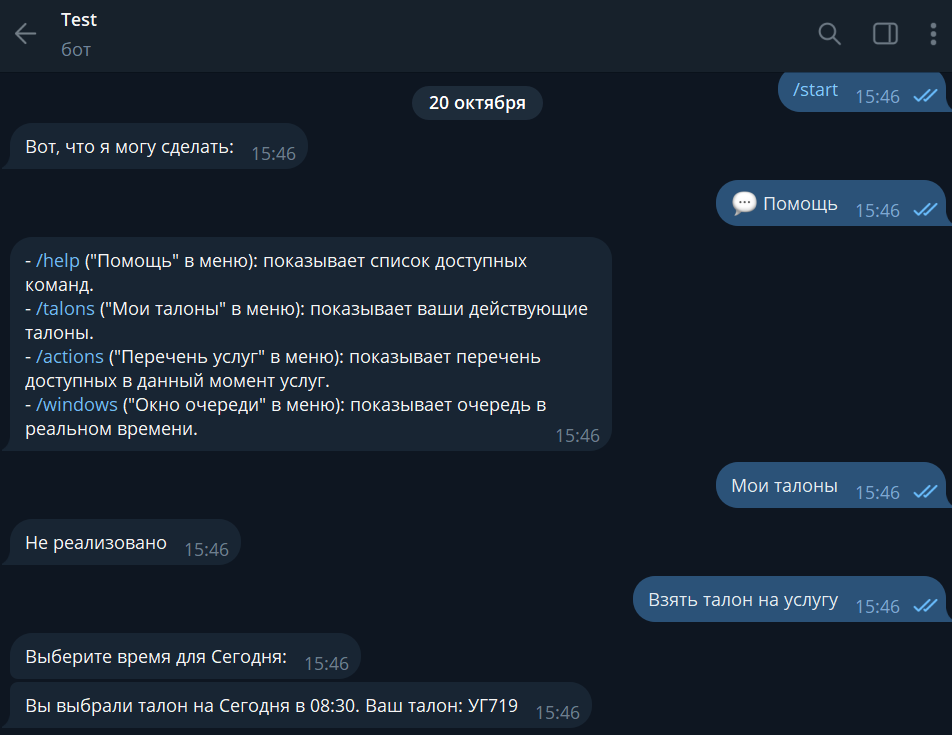 Test
бот
/start 15:46
20 октября
Вот, что я могу сделать: 15:46
Помощь 15:46
- /help ("Помощь" в меню): показывает список доступных
команд.
- /talons ("Мои талоны" в меню): показывает ваши действующие
талоны.
- /actions ("Перечень услуг" в меню): показывает перечень
доступных в данный момент услуг.
- /windows ("Окно очереди" в меню): показывает очередь в
реальном времени. 15:46
Мои талоны 15:46
Не реализовано 15:46
Взять талон на услугу 15:46
Выберите время для Сегодня: 15:46
Вы выбрали талон на Сегодня в 08:30. Ваш талон: УГ719 15:46